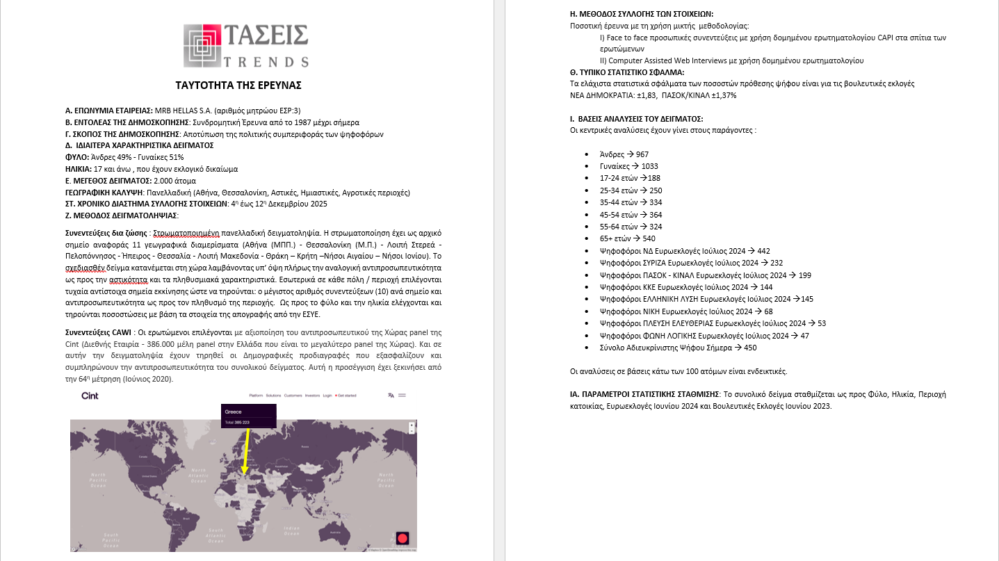 ΤΑΣΕΙΣ
TRENDS
ΤΑΥΤΟΤΗΤΑ ΤΗΣ ΕΡΕΥΝΑΣ
Α. ΕΠΩΝΥΜΙΑ ΕΤΑΙΡΕΙΑΣ: MRB HELLAS S.A. (αριθμός μητρώου ΕΣΡ:3)
Β. ΕΝΤΟΛΕΑΣ ΤΗΣ ΔΗΜΟΣΚΟΠΗΣΗΣ: Συνδρομητική Έρευνα από το 1987 μέχρι σήμερα
Γ. ΣΚΟΠΟΣ ΤΗΣ ΔΗΜΟΣΚΟΠΗΣΗΣ: Αποτύπωση της πολιτικής συμπεριφοράς των ψηφοφόρων
Δ. ΙΔΙΑΙΤΕΡΑ ΧΑΡΑΚΤΗΡΙΣΤΙΚΑ ΔΕΙΓΜΑΤΟΣ
ΦΥΛΟ: Άνδρες 49% - Γυναίκες 51%
ΗΛΙΚΙΑ: 17 και άνω , που έχουν εκλογικό δικαίωμα
Ε. ΜΕΓΕΘΟΣ ΔΕΙΓΜΑΤΟΣ: 2.000 άτομα
ΓΕΩΓΡΑΦΙΚΗ ΚΑΛΥΨΗ: Πανελλαδική (Αθήνα, Θεσσαλονίκη, Αστικές, Ημιαστικές, Αγροτικές περιοχές)
ΣΤ. ΧΡΟΝΙΚΟ ΔΙΑΣΤΗΜΑ ΣΥΛΛΟΓΗΣ ΣΤΟΙΧΕΙΩΝ: 4η έως 12η Δεκεμβρίου 2025
Ζ. ΜΕΘΟΔΟΣ ΔΕΙΓΜΑΤΟΛΗΨΙΑΣ:
Συνεντεύξεις δια ζώσης : Στρωματοποιημένη πανελλαδική δειγματοληψία. Η στρωματοποίηση έχει ως αρχικό
σημείο αναφοράς 11 γεωγραφικά διαμερίσματα (Αθήνα (ΜΠΠ.) - Θεσσαλονίκη (Μ.Π.) - Λοιπή Στερεά -
Πελοπόννησος - Ήπειρος - Θεσσαλία - Λοιπή Μακεδονία - Θράκη – Κρήτη –Νήσοι Αιγαίου – Νήσοι Ιονίου). Το
σχεδιασθέν δείγμα κατανέμεται στη χώρα λαμβάνοντας υπ’ όψη πλήρως την αναλογική αντιπροσωπευτικότητα
ως προς την αστικότητα και τα πληθυσμιακά χαρακτηριστικά. Εσωτερικά σε κάθε πόλη / περιοχή επιλέγονται
τυχαία αντίστοιχα σημεία εκκίνησης ώστε να τηρούνται: ο μέγιστος αριθμός συνεντεύξεων (10) ανά σημείο και
αντιπροσωπευτικότητα ως προς τον πληθυσμό της περιοχής. Ως προς το φύλο και την ηλικία ελέγχονται και
τηρούνται ποσοστώσεις με βάση τα στοιχεία της απογραφής από την ΕΣΥΕ.
Συνεντεύξεις CAWI : Οι ερωτώμενοι επιλέγονται με αξιοποίηση του αντιπροσωπευτικού της Χώρας panel της
Cint (Διεθνής Εταιρία - 386.000 μέλη panel στην Ελλάδα που είναι το μεγαλύτερο panel της Χώρας). Και σε
αυτήν την δειγματοληψία έχουν τηρηθεί οι Δημογραφικές προδιαγραφές που εξασφαλίζουν και
συμπληρώνουν την αντιπροσωπευτικότητα του συνολικού δείγματος. Αυτή η προσέγγιση έχει ξεκινήσει από
την 64η μέτρηση (Ιούνιος 2020).
Cint
Platform Solutions Customers Investors Login Get started
Greece
Total 385 223
Canada
Russia
United States
Kazakhstan
China
Brazil
Australia
North Pacific Ocean
North Atlantic Ocean
North Pacific Ocean
South Pacific Ocean
South Atlantic Ocean
Indian Ocean
Η. ΜΕΘΟΔΟΣ ΣΥΛΛΟΓΗΣ ΤΩΝ ΣΤΟΙΧΕΙΩΝ:
Ποσοτική έρευνα με τη χρήση μικτής μεθοδολογίας:
I) Face to face προσωπικές συνεντεύξεις με χρήση δομημένου ερωτηματολογίου CAPI στα σπίτια των
ερωτώμενων
II) Computer Assisted Web Interviews με χρήση δομημένου ερωτηματολογίου
Θ. ΤΥΠΙΚΟ ΣΤΑΤΙΣΤΙΚΟ ΣΦΑΛΜΑ:
Τα ελάχιστα στατιστικά σφάλματα των ποσοστών πρόθεσης ψήφου είναι για τις βουλευτικές εκλογές
ΝΕΑ ΔΗΜΟΚΡΑΤΙΑ: ±1,83, ΠΑΣΟΚ/ΚΙΝΑΛ ±1,37%
Ι. ΒΑΣΕΙΣ ΑΝΑΛΥΣΕΙΣ ΤΟΥ ΔΕΙΓΜΑΤΟΣ:
Οι κεντρικές αναλύσεις έχουν γίνει στους παράγοντες :
• Άνδρες → 967
• Γυναίκες → 1033
• 17-24 ετών →188
• 25-34 ετών → 250
• 35-44 ετών → 334
• 45-54 ετών → 364
• 55-64 ετών → 324
• 65+ ετών → 540
• Ψηφοφόροι ΝΔ Ευρωεκλογές Ιούλιος 2024 → 442
• Ψηφοφόροι ΣΥΡΙΖΑ Ευρωεκλογές Ιούλιος 2024 → 232
• Ψηφοφόροι ΠΑΣΟΚ - ΚΙΝΑΛ Ευρωεκλογές Ιούλιος 2024 → 199
• Ψηφοφόροι ΚΚΕ Ευρωεκλογές Ιούλιος 2024 → 144
• Ψηφοφόροι ΕΛΛΗΝΙΚΗ ΛΥΣΗ Ευρωεκλογές Ιούλιος 2024 →145
• Ψηφοφόροι ΝΙΚΗ Ευρωεκλογές Ιούλιος 2024 → 68
• Ψηφοφόροι ΠΛΕΥΣΗ ΕΛΕΥΘΕΡΙΑΣ Ευρωεκλογές Ιούλιος 2024 → 53
• Ψηφοφόροι ΦΩΝΗ ΛΟΓΙΚΗΣ Ευρωεκλογές Ιούλιος 2024 → 47
• Σύνολο Αδιευκρίνιστης Ψήφου Σήμερα → 450
Οι αναλύσεις σε βάσεις κάτω των 100 ατόμων είναι ενδεικτικές.
ΙΑ. ΠΑΡΑΜΕΤΡΟΙ ΣΤΑΤΙΣΤΙΚΗΣ ΣΤΑΘΜΙΣΗΣ: Το συνολικό δείγμα σταθμίζεται ως προς Φύλο, Ηλικία, Περιοχή
κατοικίας, Ευρωεκλογές Ιουνίου 2024 και Βουλευτικές Εκλογές Ιουνίου 2023.